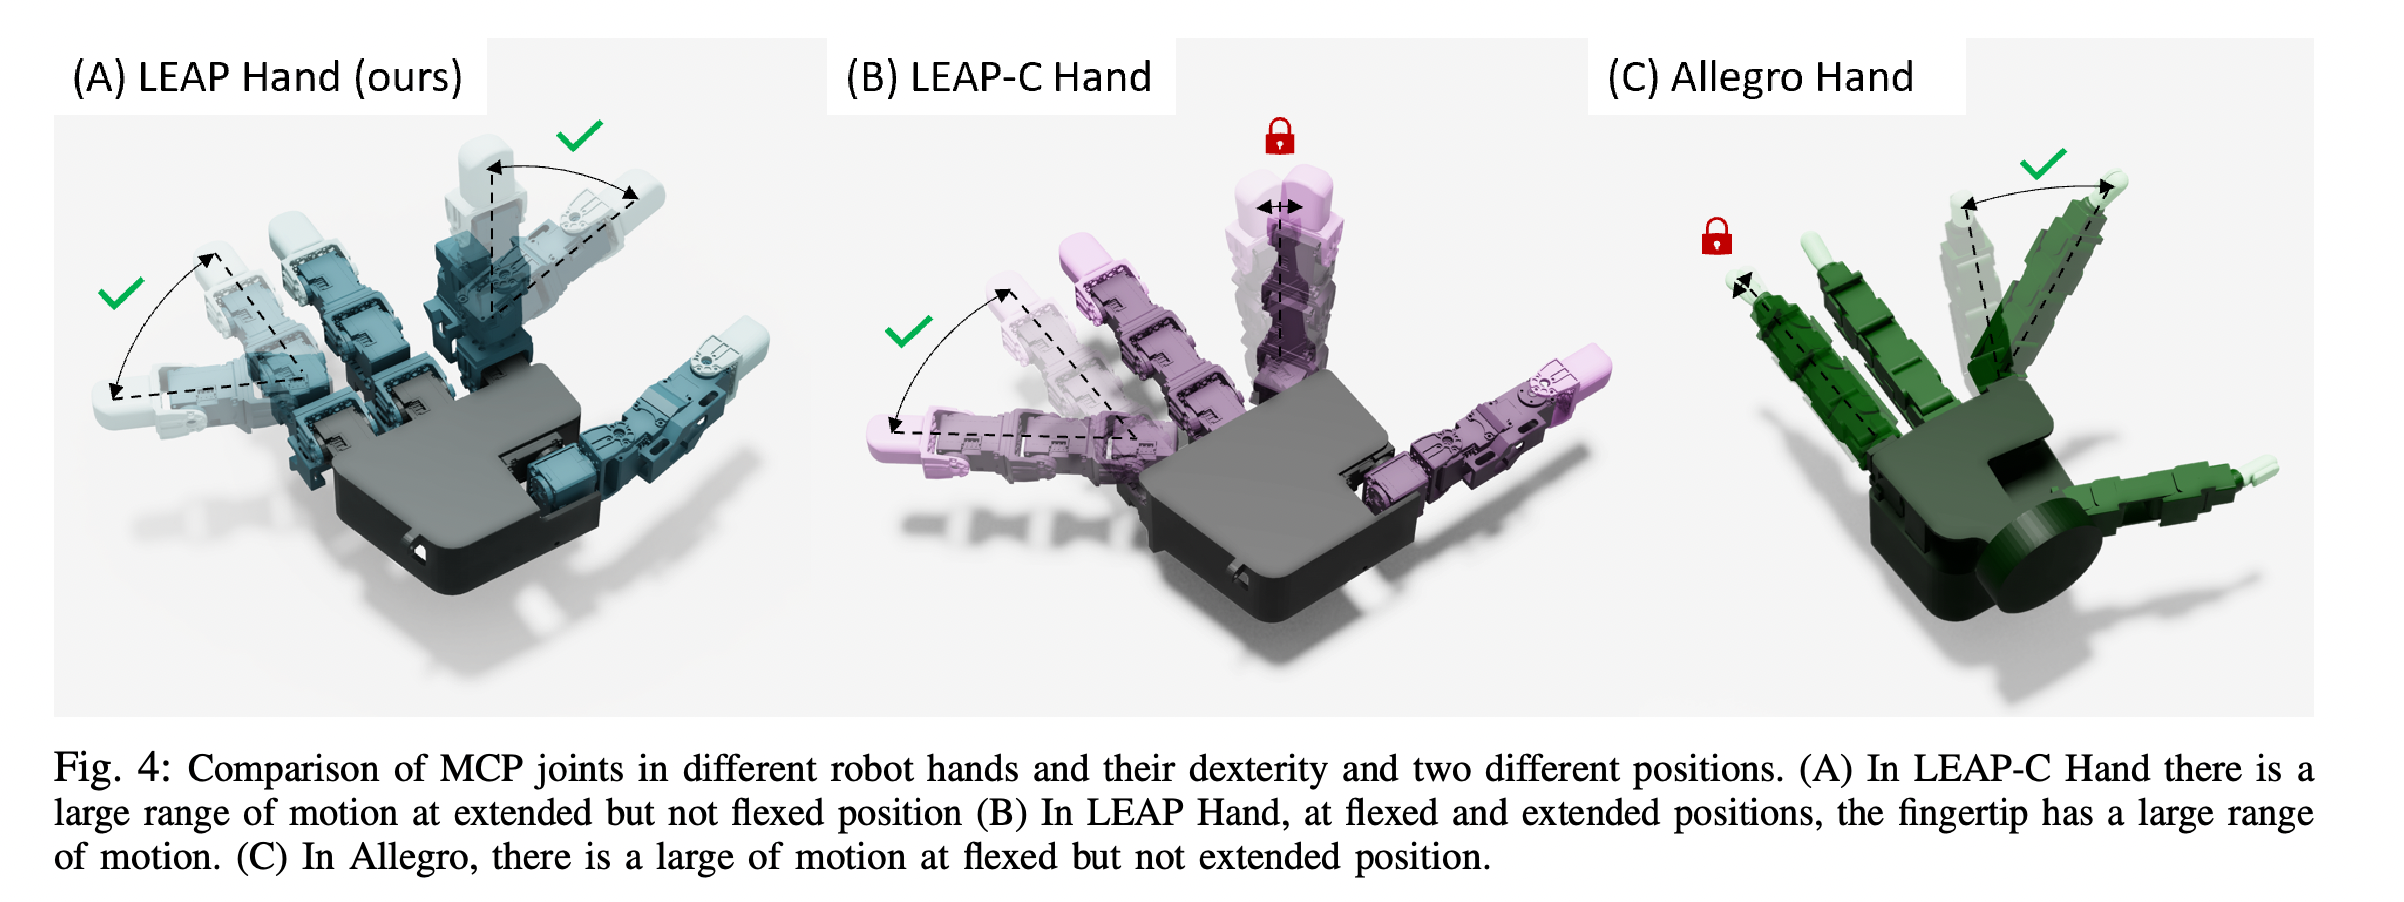 (A) LEAP Hand (ours)
(B) LEAP-C Hand
(C) Allegro Hand
Fig. 4: Comparison of MCP joints in different robot hands and their dexterity and two different positions. (A) In LEAP-C Hand there is a
large range of motion at extended but not flexed position (B) In LEAP Hand, at flexed and extended positions, the fingertip has a large range
of motion. (C) In Allegro, there is a large of motion at flexed but not extended position.